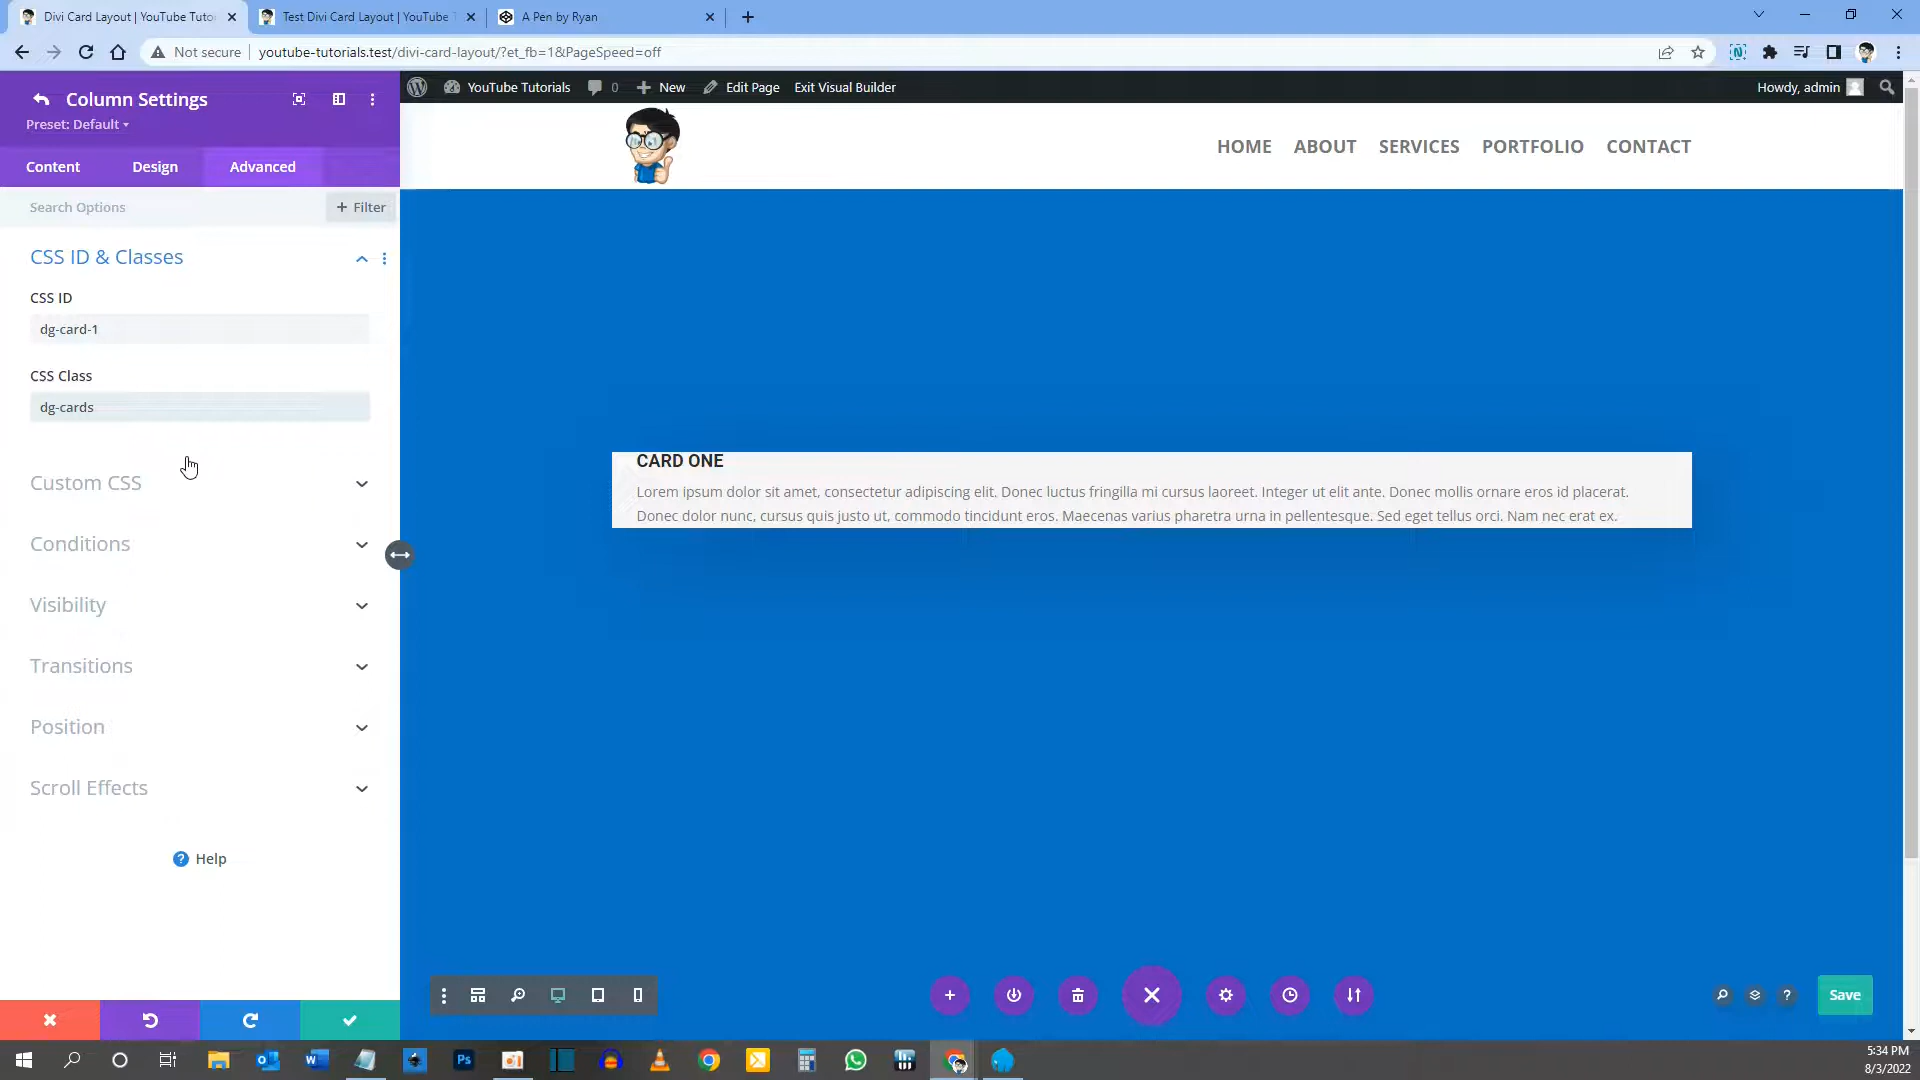 Divi Card Layout | YouTube Tuto
Test Divi Card Layout | YouTube T
A Pen by Ryan
Not secure
youtube-tutorials.test/divi-card-layout/?et_fb=1&PageSpeed=off
Column Settings
Preset: Default
Content
Design
Advanced
Search Options
+ Filter
CSS ID & Classes
CSS ID
dg-card-1
CSS Class
dg-cards
Custom CSS
Conditions
Visibility
Transitions
Position
Scroll Effects
? Help
YouTube Tutorials
0
New
Edit Page
Exit Visual Builder
Howdy, admin
HOME
ABOUT
SERVICES
PORTFOLIO
CONTACT
CARD ONE
Lorem ipsum dolor sit amet, consectetur adipiscing elit. Donec luctus fringilla mi cursus laoreet. Integer ut elit ante. Donec mollis ornare eros id placerat.
Donec dolor nunc, cursus quis justo ut, commodo tincidunt eros. Maecenas varius pharetra urna in pellentesque. Sed eget tellus orci. Nam nec erat ex.
?
Save
Ps
5:34 PM
8/3/2022